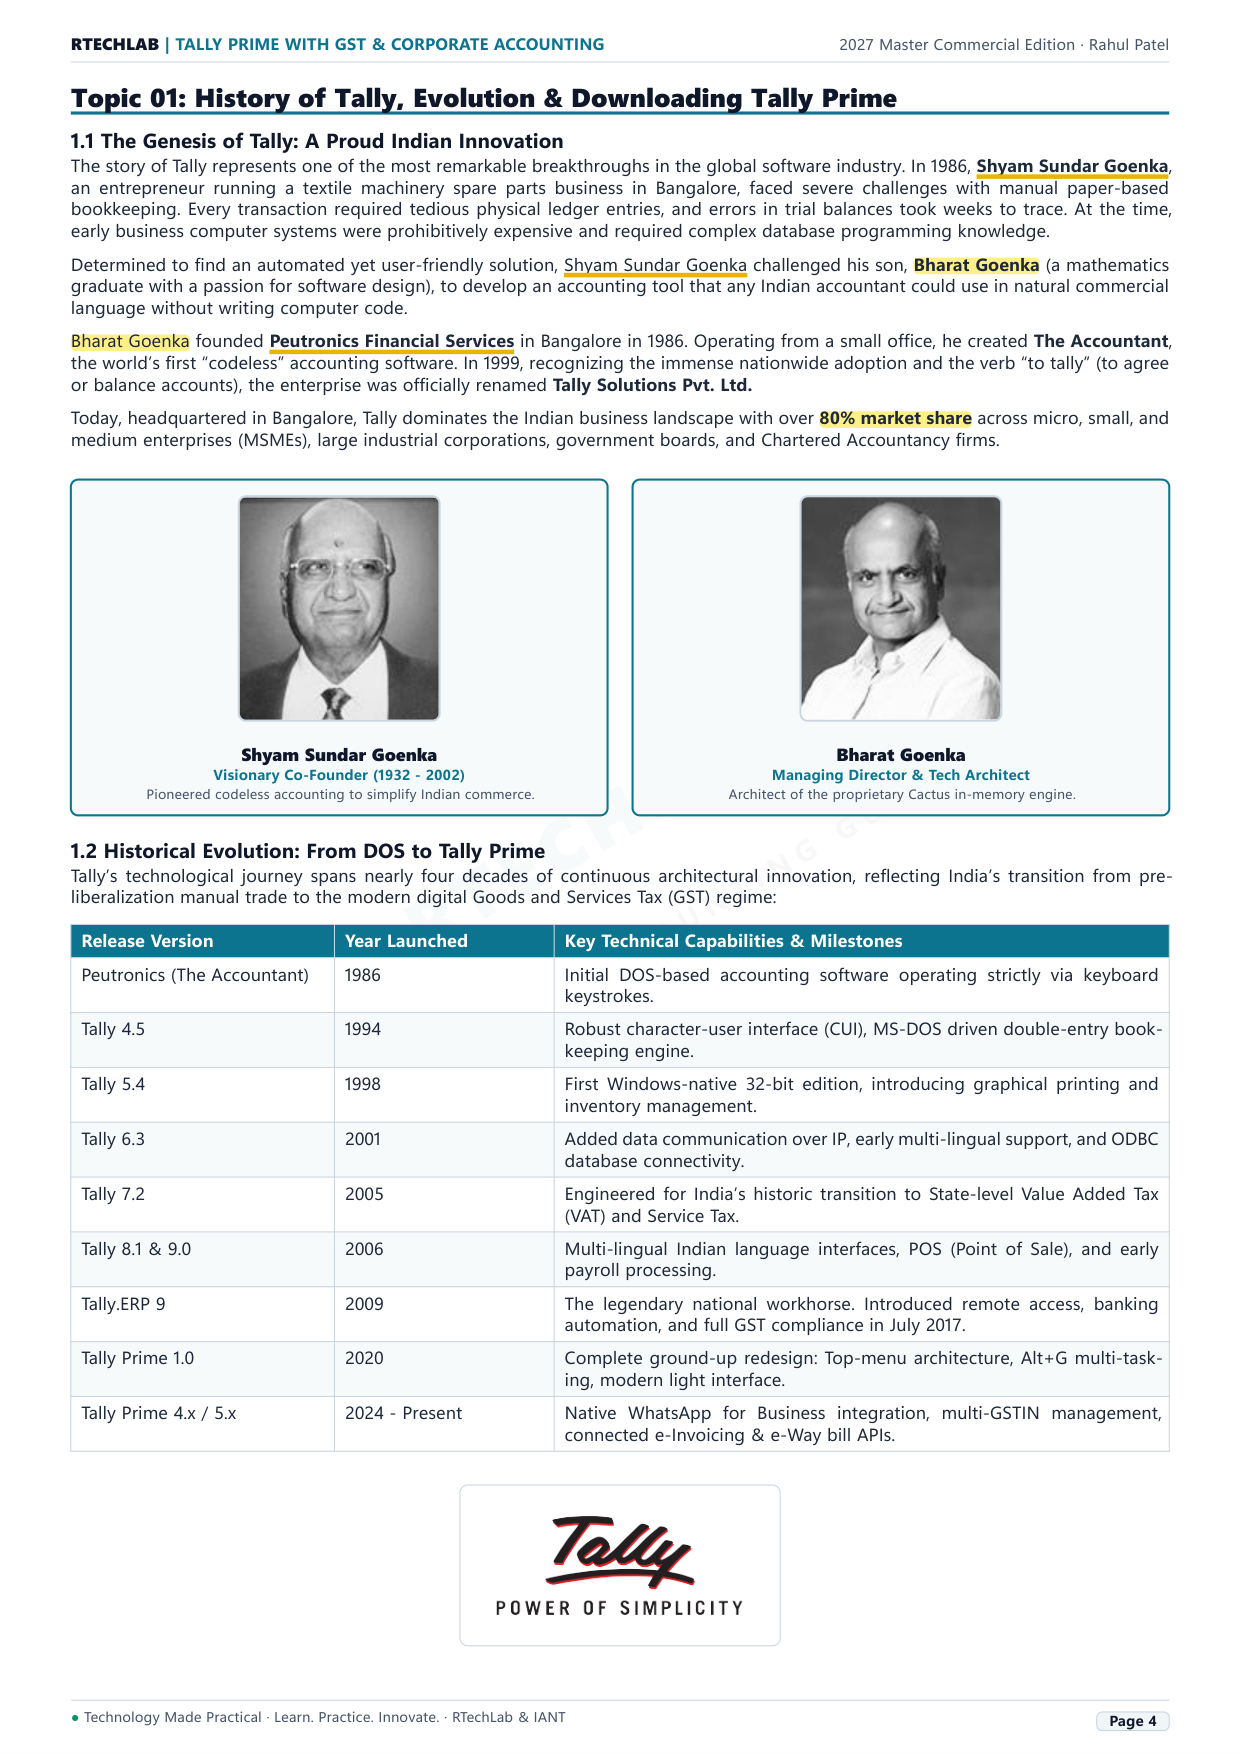 RTECHLAB | TALLY PRIME WITH GST & CORPORATE ACCOUNTING
2027 Master Commercial Edition · Rahul Patel
Topic 01: History of Tally, Evolution & Downloading Tally Prime
1.1 The Genesis of Tally: A Proud Indian Innovation
The story of Tally represents one of the most remarkable breakthroughs in the global software industry. In 1986, Shyam Sundar Goenka,
an entrepreneur running a textile machinery spare parts business in Bangalore, faced severe challenges with manual paper-based
bookkeeping. Every transaction required tedious physical ledger entries, and errors in trial balances took weeks to trace. At the time,
early business computer systems were prohibitively expensive and required complex database programming knowledge.
Determined to find an automated yet user-friendly solution, Shyam Sundar Goenka challenged his son, Bharat Goenka (a mathematics
graduate with a passion for software design), to develop an accounting tool that any Indian accountant could use in natural commercial
language without writing computer code.
Bharat Goenka founded Peutronics Financial Services in Bangalore in 1986. Operating from a small office, he created The Accountant,
the world's first “codeless” accounting software. In 1999, recognizing the immense nationwide adoption and the verb “to tally” (to agree
or balance accounts), the enterprise was officially renamed Tally Solutions Pvt. Ltd.
Today, headquartered in Bangalore, Tally dominates the Indian business landscape with over 80% market share across micro, small, and
medium enterprises (MSMEs), large industrial corporations, government boards, and Chartered Accountancy firms.
Shyam Sundar Goenka
Visionary Co-Founder (1932 - 2002)
Pioneered codeless accounting to simplify Indian commerce.
Bharat Goenka
Managing Director & Tech Architect
Architect of the proprietary Cactus in-memory engine.
1.2 Historical Evolution: From DOS to Tally Prime
Tally's technological journey spans nearly four decades of continuous architectural innovation, reflecting India's transition from pre-
liberalization manual trade to the modern digital Goods and Services Tax (GST) regime:
Release Version
Year Launched
Key Technical Capabilities & Milestones
Peutronics (The Accountant)
1986
Initial DOS-based accounting software operating strictly via keyboard
keystrokes.
Tally 4.5
1994
Robust character-user interface (CUI), MS-DOS driven double-entry book-
keeping engine.
Tally 5.4
1998
First Windows-native 32-bit edition, introducing graphical printing and
inventory management.
Tally 6.3
2001
Added data communication over IP, early multi-lingual support, and ODBC
database connectivity.
Tally 7.2
2005
Engineered for India's historic transition to State-level Value Added Tax
(VAT) and Service Tax.
Tally 8.1 & 9.0
2006
Multi-lingual Indian language interfaces, POS (Point of Sale), and early
payroll processing.
Tally.ERP 9
2009
The legendary national workhorse. Introduced remote access, banking
automation, and full GST compliance in July 2017.
Tally Prime 1.0
2020
Complete ground-up redesign: Top-menu architecture, Alt+G multi-task-
ing, modern light interface.
Tally Prime 4.x / 5.x
2024 - Present
Native WhatsApp for Business integration, multi-GSTIN management,
connected e-Invoicing & e-Way bill APIs.
Tally
POWER OF SIMPLICITY
• Technology Made Practical · Learn. Practice. Innovate. · RTechLab & IANT
Page 4